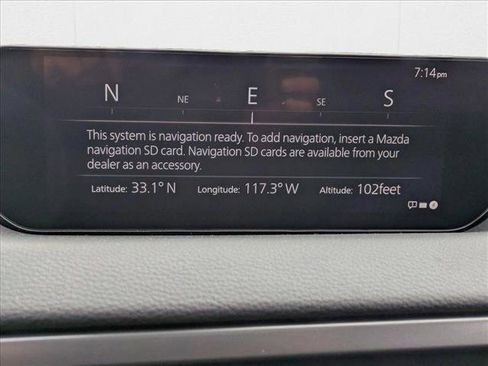 7:14pm
N NE E SE S
This system is navigation ready. To add navigation, insert a Mazda
navigation SD card. Navigation SD cards are available from your
dealer as an accessory.
Latitude: 33.1° N Longitude: 117.3° W Altitude: 102feet